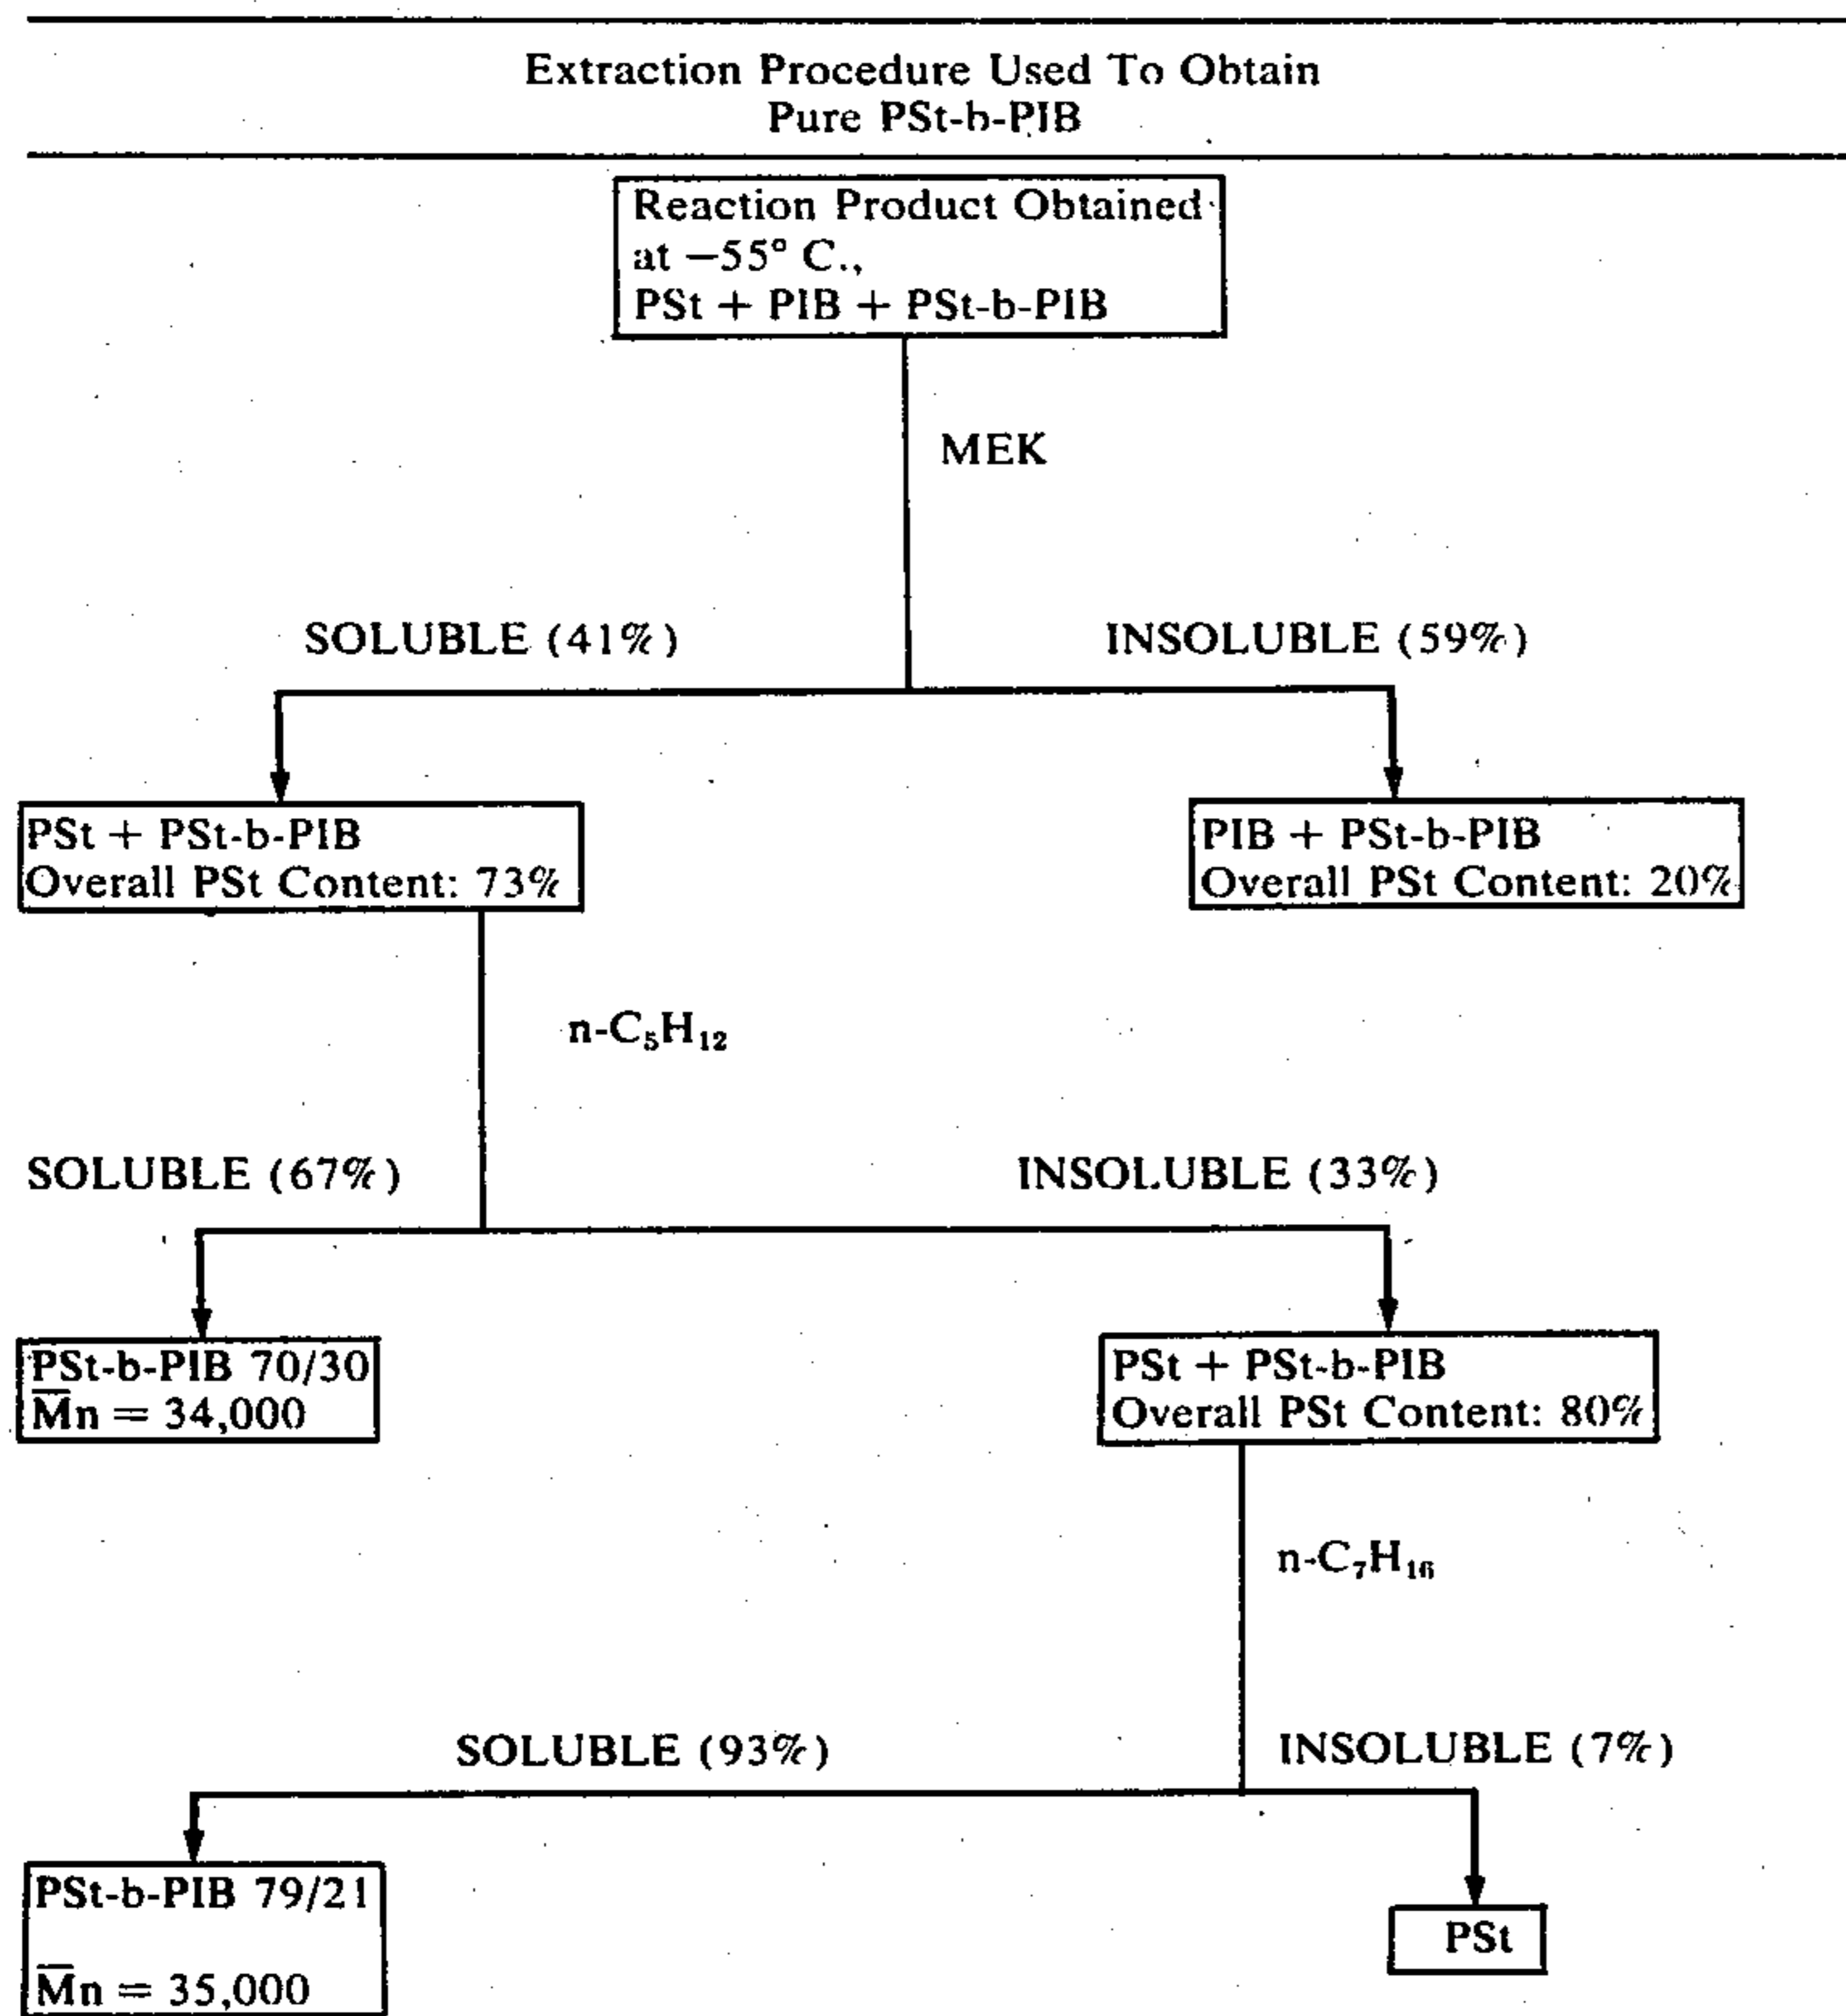 Extraction Procedure Used To Obtain
Pure PSt-b-PIB
Reaction Product Obtained
at −55° C.,
PSt + PIB + PSt-b-PIB
MEK
SOLUBLE (41%)
INSOLUBLE (59%)
PSt + PSt-b-PIB
Overall PSt Content: 73%
PIB + PSt-b-PIB
Overall PSt Content: 20%
n-C₅H₁₂
SOLUBLE (67%)
INSOLUBLE (33%)
PSt-b-PIB 70/30
M̅n = 34,000
PSt + PSt-b-PIB
Overall PSt Content: 80%
n-C₇H₁₆
SOLUBLE (93%)
INSOLUBLE (7%)
PSt-b-PIB 79/21
M̅n = 35,000
PSt